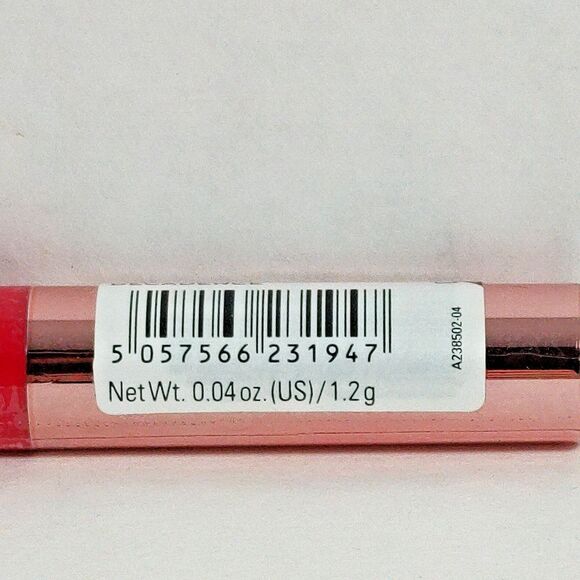 5 057566 231947
Net Wt. 0.04 oz. (US) / 1.2 g
A238502-04